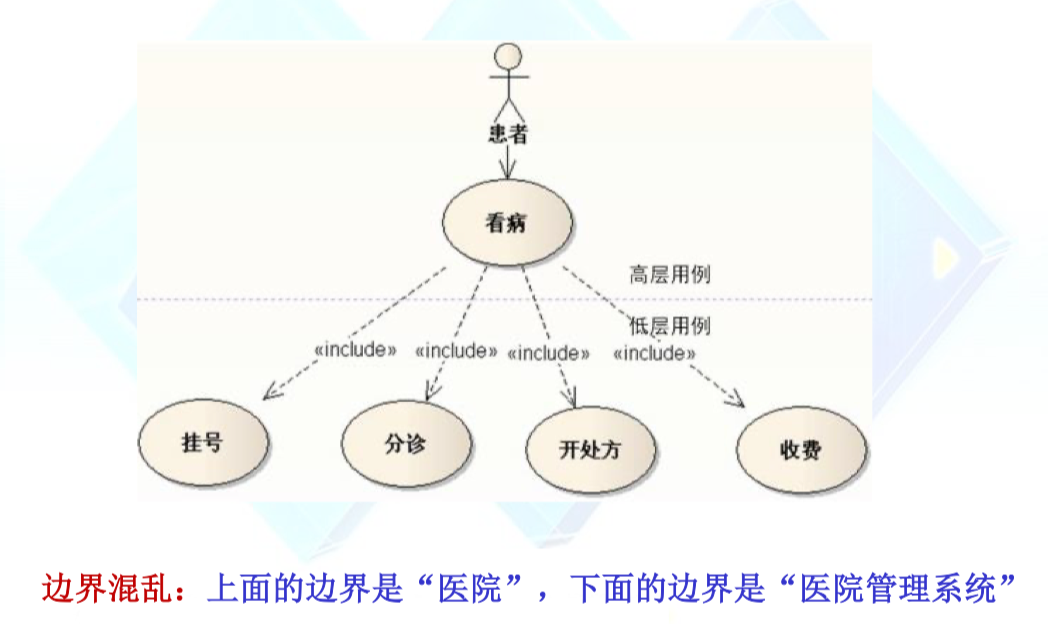 患者
看病
高层用例
低层用例
«include» «include» «include» «include»
挂号 分诊 开处方 收费
边界混乱：上面的边界是“医院”，下面的边界是“医院管理系统”